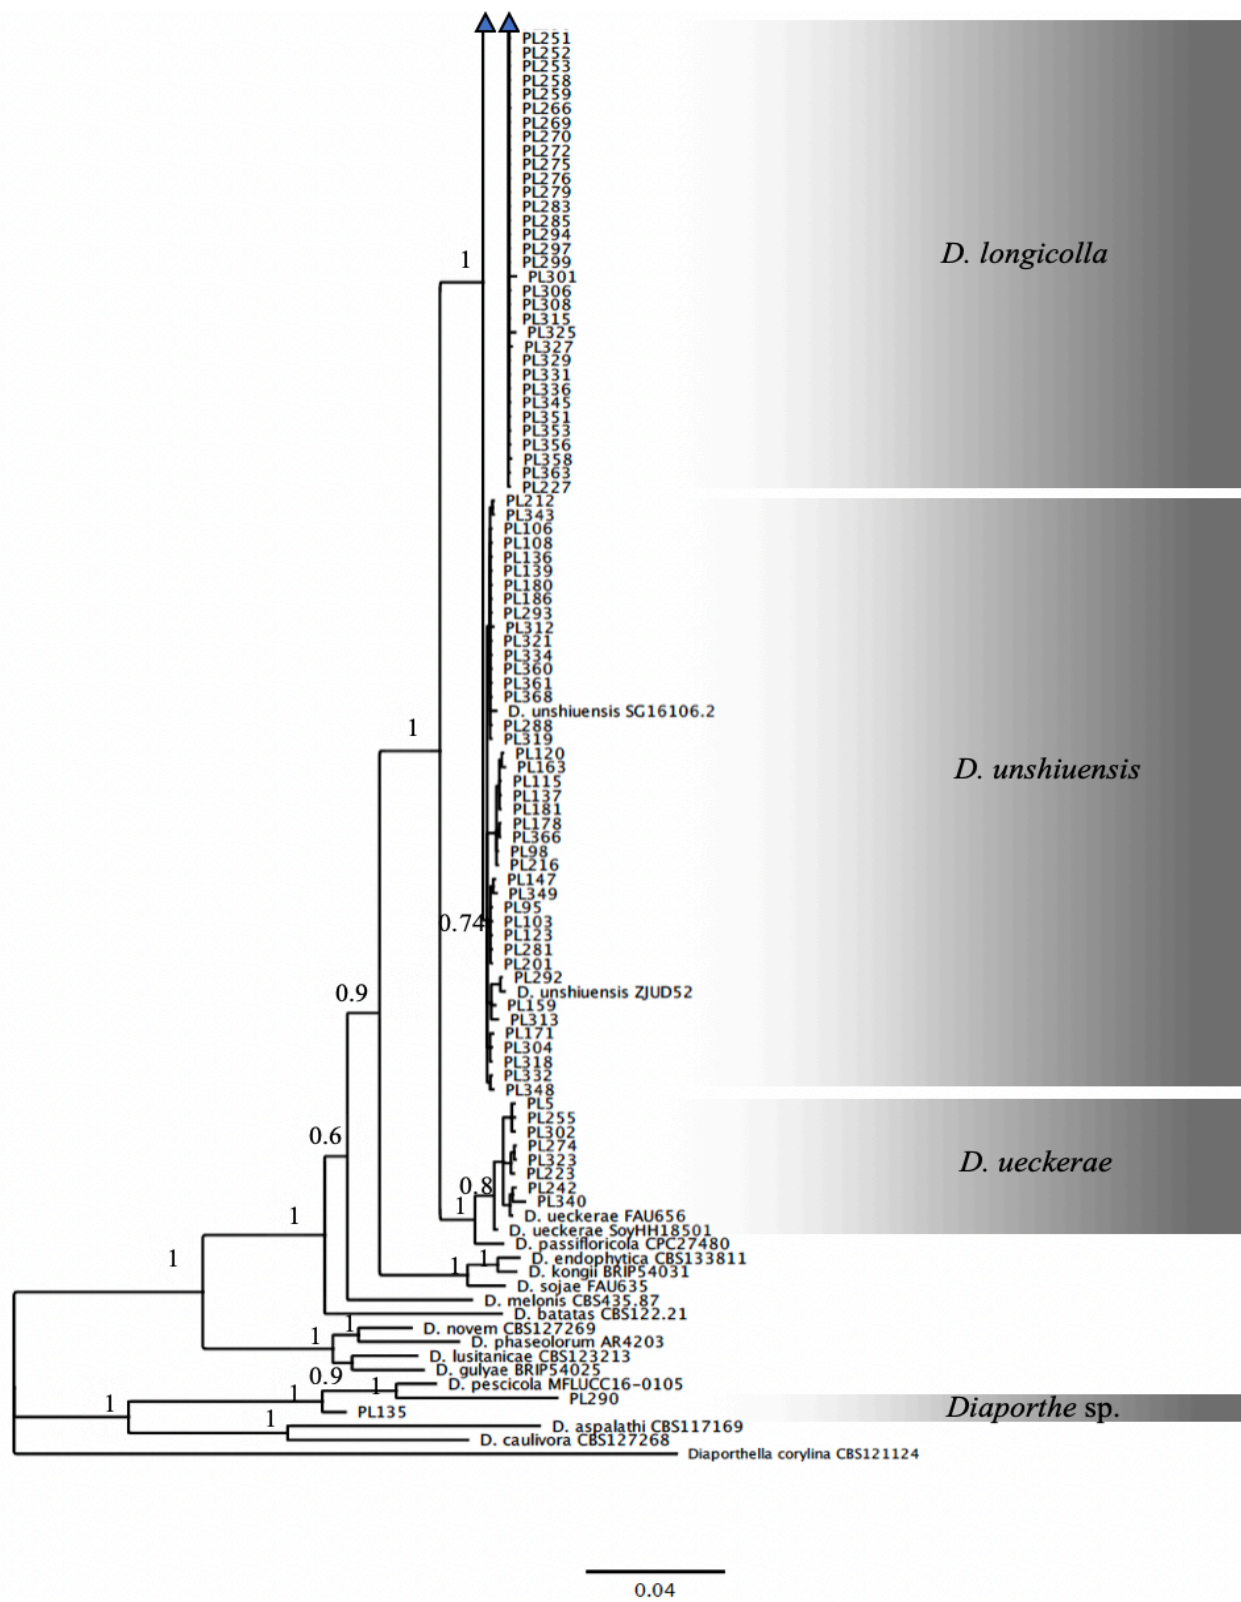 PL251
PL252
PL253
PL258
PL259
PL266
PL269
PL270
PL272
PL275
PL276
PL279
PL283
PL285
PL294
PL297
PL299
PL301
PL306
PL308
PL315
PL325
PL327
PL329
PL331
PL336
PL345
PL351
PL353
PL356
PL358
PL363
PL227
D. longicolla
1
PL212
PL343
PL106
PL108
PL136
PL139
PL180
PL186
PL293
PL312
PL321
PL334
PL360
PL361
PL368
D. unshiuensis SG16106.2
PL288
PL319
PL120
PL163
PL115
PL137
PL181
PL178
PL366
PL98
PL216
PL147
PL349
PL95
PL103
PL123
PL281
PL201
PL292
D. unshiuensis ZJUD52
PL159
PL313
PL171
PL304
PL318
PL332
PL348
D. unshiuensis
1
0.74
0.9
PL5
PL255
PL302
PL274
PL323
PL223
PL242
PL340
D. ueckerae FAU656
D. ueckerae SoyHH18501
D. passifloricola CPC27480
D. ueckerae
0.6
0.8
1
1
1
D. endophytica CBS133811
D. kongii BRIP54031
D. sojae FAU635
1
1
D. melonis CBS435.87
D. batatas CBS122.21
D. novem CBS127269
D. phaseolorum AR4203
D. lusitanicae CBS123213
D. gulyae BRIP54025
1
1
D. pescicola MFLUCC16-0105
PL290
PL135
0.9
1
1
1
Diaporthe sp.
D. aspalathi CBS117169
D. caulivora CBS127268
1
Diaporthella corylina CBS121124
0.04